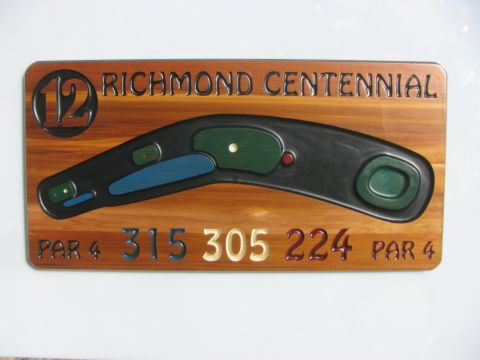 12 RICHMOND CENTENNIAL
PAR 4 315 305 224 PAR 4